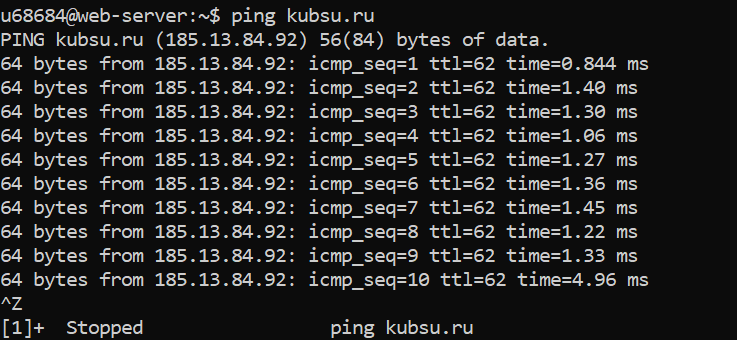 u68684@web-server:~$ ping kubsu.ru
PING kubsu.ru (185.13.84.92) 56(84) bytes of data.
64 bytes from 185.13.84.92: icmp_seq=1 ttl=62 time=0.844 ms
64 bytes from 185.13.84.92: icmp_seq=2 ttl=62 time=1.40 ms
64 bytes from 185.13.84.92: icmp_seq=3 ttl=62 time=1.30 ms
64 bytes from 185.13.84.92: icmp_seq=4 ttl=62 time=1.06 ms
64 bytes from 185.13.84.92: icmp_seq=5 ttl=62 time=1.27 ms
64 bytes from 185.13.84.92: icmp_seq=6 ttl=62 time=1.36 ms
64 bytes from 185.13.84.92: icmp_seq=7 ttl=62 time=1.45 ms
64 bytes from 185.13.84.92: icmp_seq=8 ttl=62 time=1.22 ms
64 bytes from 185.13.84.92: icmp_seq=9 ttl=62 time=1.33 ms
64 bytes from 185.13.84.92: icmp_seq=10 ttl=62 time=4.96 ms
^Z
[1]+  Stopped                 ping kubsu.ru